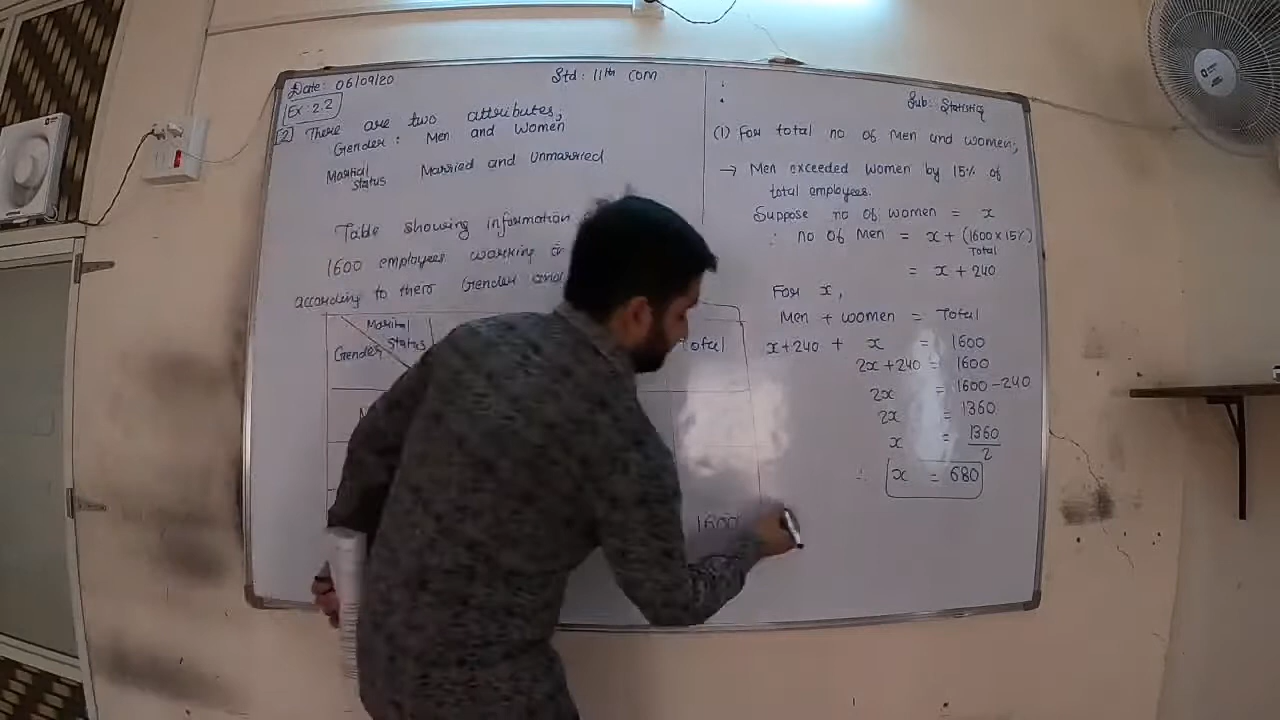 Date: 06/09/20
Std: 11th com
Sub: Statistics
Ex: 2.2
[2] There are two attributes;
Gender: Men and Women
Marital status Married and unmarried
Table showing information
1600 employees working
according to there Gender and
Marital
Status
Gender
Total
1600
(1) For total no of Men and women;
→ Men exceeded women by 15% of
total employees.
Suppose no of women = x
∴ no of Men = x + (1600 x 15%)
Total
= x + 240
For x,
Men + women = Total
x+240 + x = 1600
2x + 240 = 1600
2x = 1600 - 240
2x = 1360
x = 1360/2
∴ x = 680